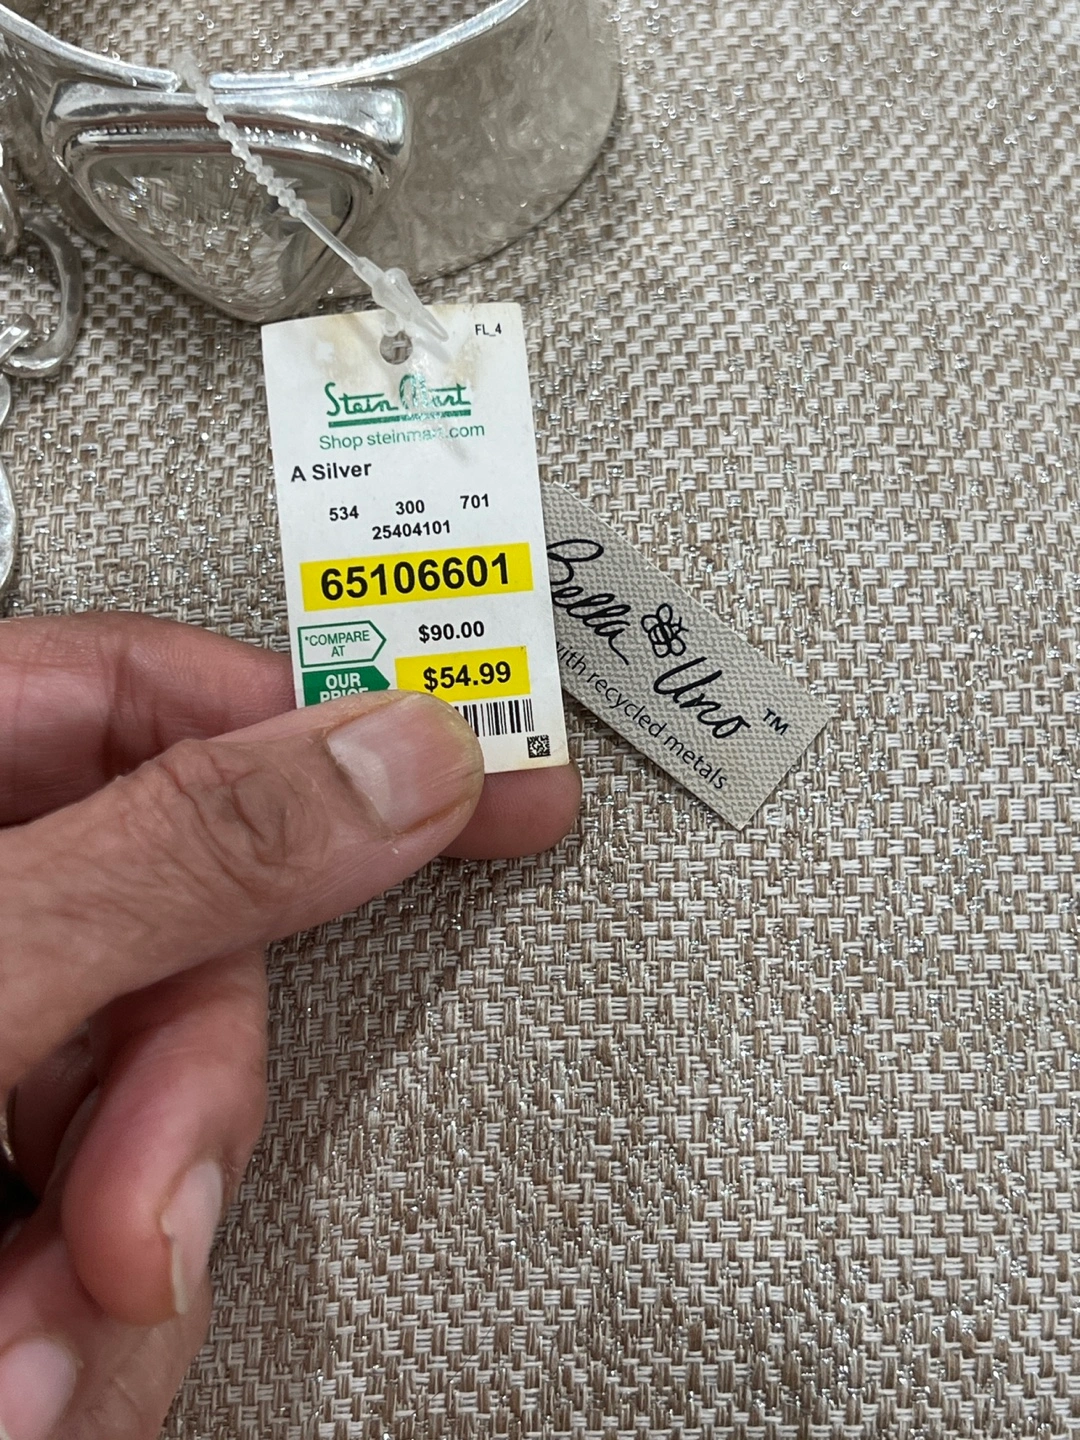 FL_4
Stein Mart
Shop steinmart.com
A Silver
534 300 701
25404101
65106601
*COMPARE
AT
$90.00
OUR
PRICE
$54.99
Bella Uno ™
with recycled metals